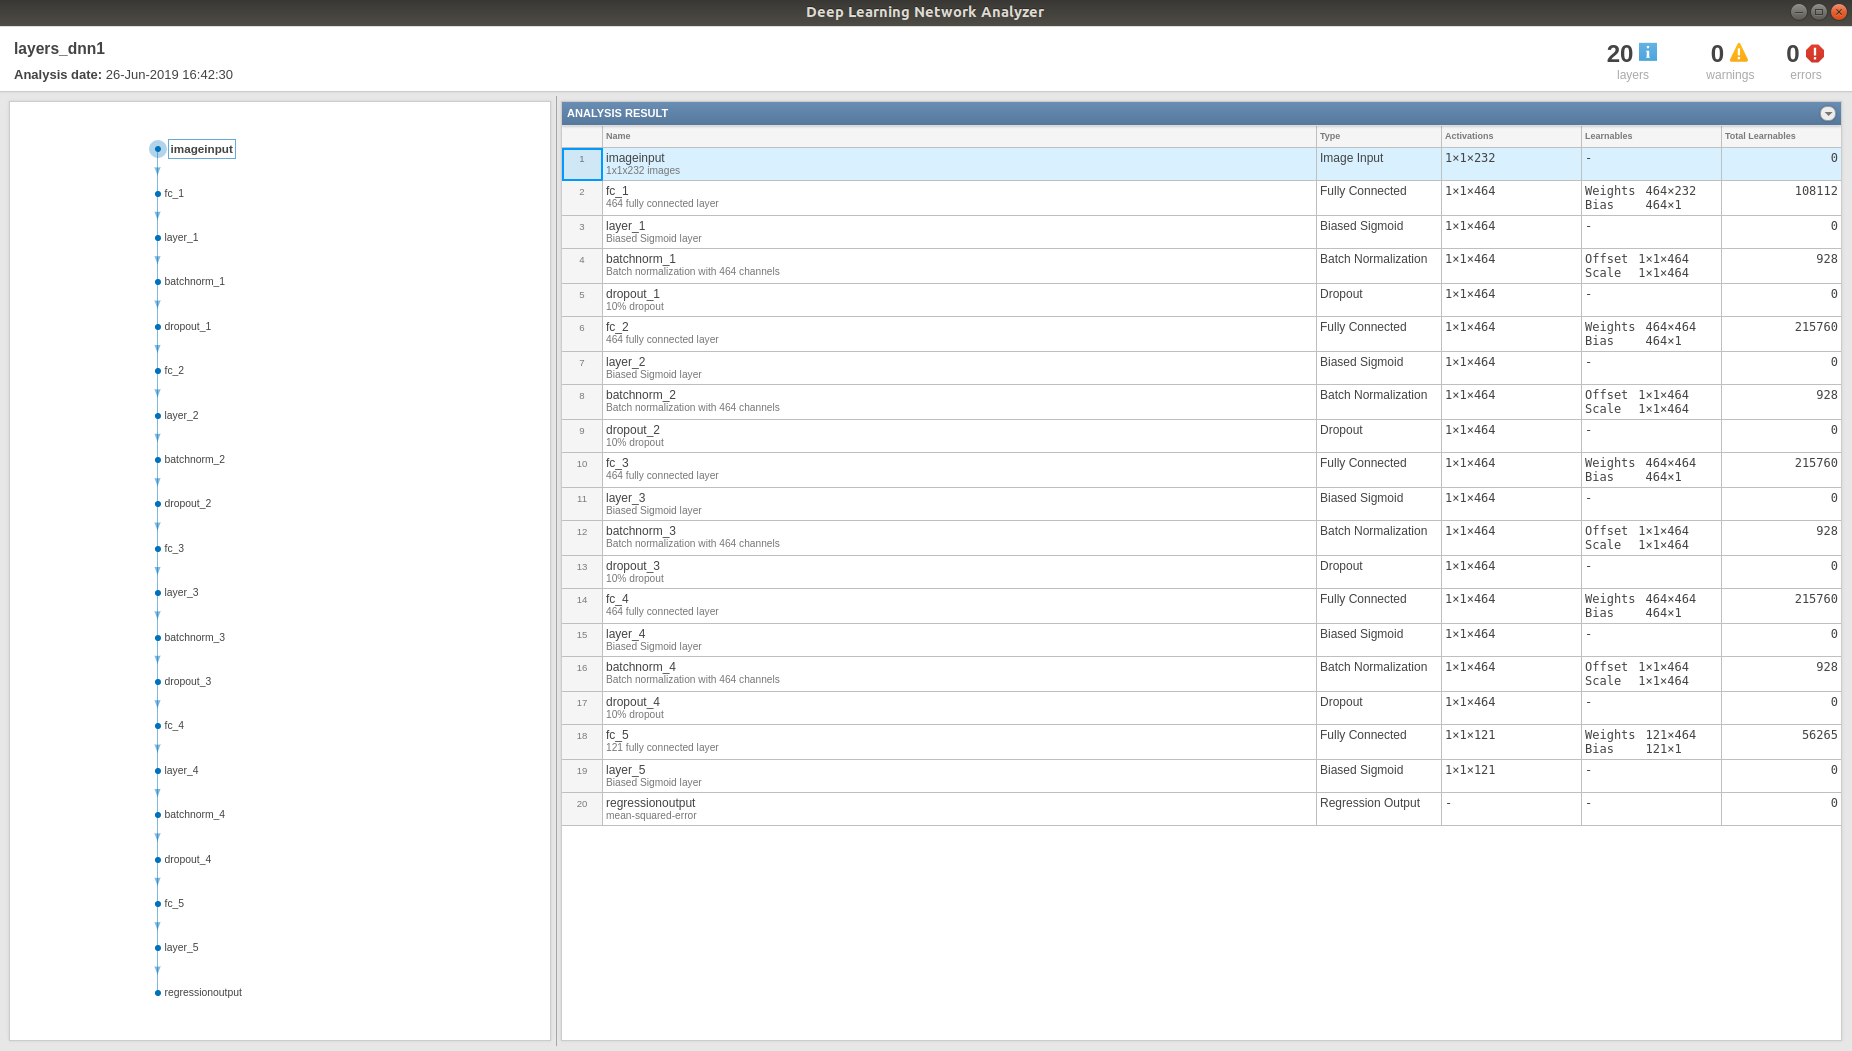 Deep Learning Network Analyzer
layers_dnn1
Analysis date: 26-Jun-2019 16:42:30
20 layers
0 warnings
0 errors
imageinput
fc_1
layer_1
batchnorm_1
dropout_1
fc_2
layer_2
batchnorm_2
dropout_2
fc_3
layer_3
batchnorm_3
dropout_3
fc_4
layer_4
batchnorm_4
dropout_4
fc_5
layer_5
regressionoutput
ANALYSIS RESULT
Name Type Activations Learnables Total Learnables
1 imageinput Image Input 1×1×232 - 0
1x1x232 images
2 fc_1 Fully Connected 1×1×464 Weights 464×232 108112
464 fully connected layer Bias 464×1
3 layer_1 Biased Sigmoid 1×1×464 - 0
Biased Sigmoid layer
4 batchnorm_1 Batch Normalization 1×1×464 Offset 1×1×464 928
Batch normalization with 464 channels Scale 1×1×464
5 dropout_1 Dropout 1×1×464 - 0
10% dropout
6 fc_2 Fully Connected 1×1×464 Weights 464×464 215760
464 fully connected layer Bias 464×1
7 layer_2 Biased Sigmoid 1×1×464 - 0
Biased Sigmoid layer
8 batchnorm_2 Batch Normalization 1×1×464 Offset 1×1×464 928
Batch normalization with 464 channels Scale 1×1×464
9 dropout_2 Dropout 1×1×464 - 0
10% dropout
10 fc_3 Fully Connected 1×1×464 Weights 464×464 215760
464 fully connected layer Bias 464×1
11 layer_3 Biased Sigmoid 1×1×464 - 0
Biased Sigmoid layer
12 batchnorm_3 Batch Normalization 1×1×464 Offset 1×1×464 928
Batch normalization with 464 channels Scale 1×1×464
13 dropout_3 Dropout 1×1×464 - 0
10% dropout
14 fc_4 Fully Connected 1×1×464 Weights 464×464 215760
464 fully connected layer Bias 464×1
15 layer_4 Biased Sigmoid 1×1×464 - 0
Biased Sigmoid layer
16 batchnorm_4 Batch Normalization 1×1×464 Offset 1×1×464 928
Batch normalization with 464 channels Scale 1×1×464
17 dropout_4 Dropout 1×1×464 - 0
10% dropout
18 fc_5 Fully Connected 1×1×121 Weights 121×464 56265
121 fully connected layer Bias 121×1
19 layer_5 Biased Sigmoid 1×1×121 - 0
Biased Sigmoid layer
20 regressionoutput Regression Output - - 0
mean-squared-error